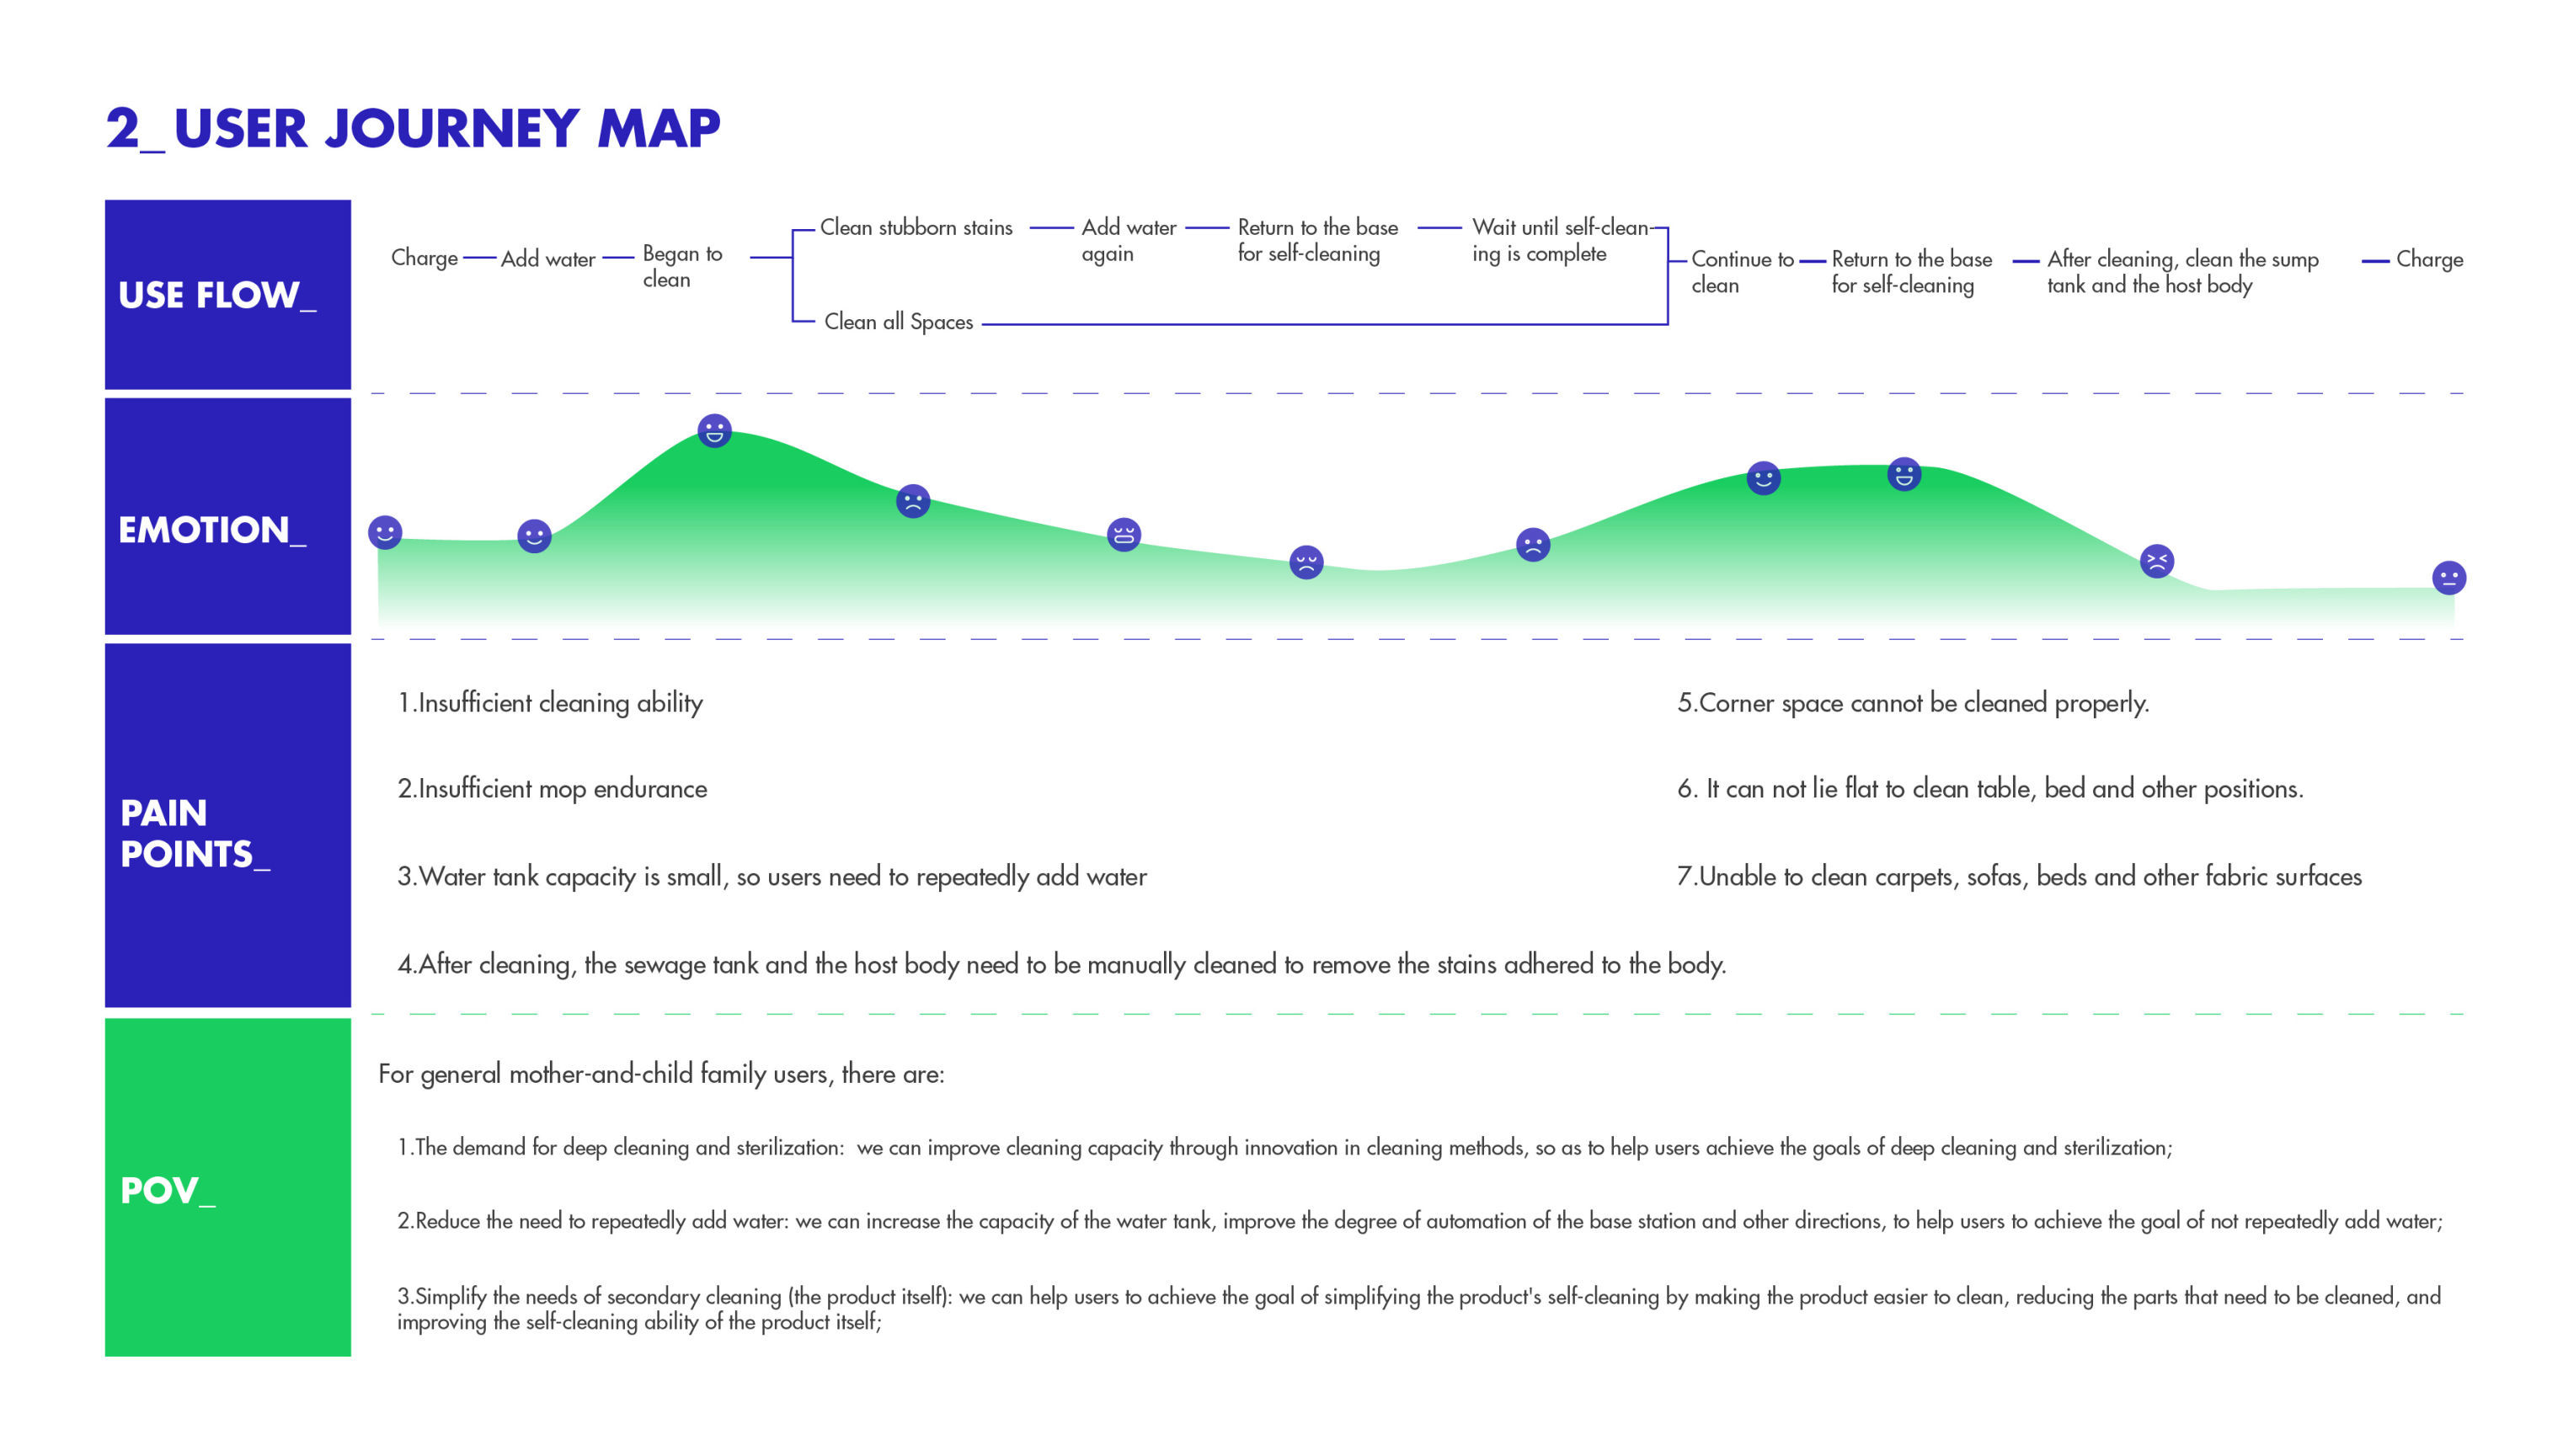 2_USER JOURNEY MAP
USE FLOW_
Charge
Add water
Began to
clean
Clean stubborn stains
Add water
again
Return to the base
for self-cleaning
Wait until self-clean-
ing is complete
Clean all Spaces
Continue to
clean
Return to the base
for self-cleaning
After cleaning, clean the sump
tank and the host body
Charge
EMOTION_
PAIN
POINTS_
1.Insufficient cleaning ability
2.Insufficient mop endurance
3.Water tank capacity is small, so users need to repeatedly add water
4.After cleaning, the sewage tank and the host body need to be manually cleaned to remove the stains adhered to the body.
5.Corner space cannot be cleaned properly.
6. It can not lie flat to clean table, bed and other positions.
7.Unable to clean carpets, sofas, beds and other fabric surfaces
POV_
For general mother-and-child family users, there are:
1.The demand for deep cleaning and sterilization:  we can improve cleaning capacity through innovation in cleaning methods, so as to help users achieve the goals of deep cleaning and sterilization;
2.Reduce the need to repeatedly add water: we can increase the capacity of the water tank, improve the degree of automation of the base station and other directions, to help users to achieve the goal of not repeatedly add water;
3.Simplify the needs of secondary cleaning (the product itself): we can help users to achieve the goal of simplifying the product's self-cleaning by making the product easier to clean, reducing the parts that need to be cleaned, and
improving the self-cleaning ability of the product itself;